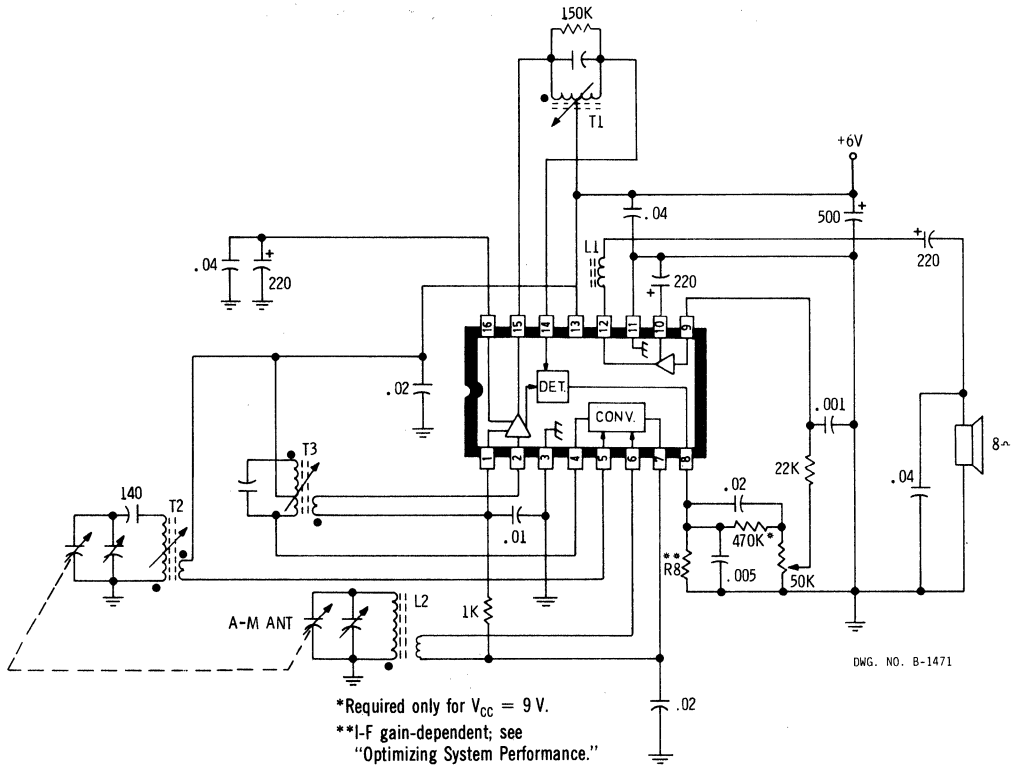 150K
T1
+6V
.04
500
+
L1
+
220
.04
+
220
+
220
16 15 14 13 12 11 10 9
.02
DET.
CONV.
.001
8~
T3
1 2 3 4 5 6 7 8
22K
.04
140
T2
.02
.01
470K*
**
R8
.005
50K
1K
A-M ANT
L2
DWG. NO. B-1471
.02
*Required only for VCC = 9 V.
**I-F gain-dependent; see
"Optimizing System Performance."